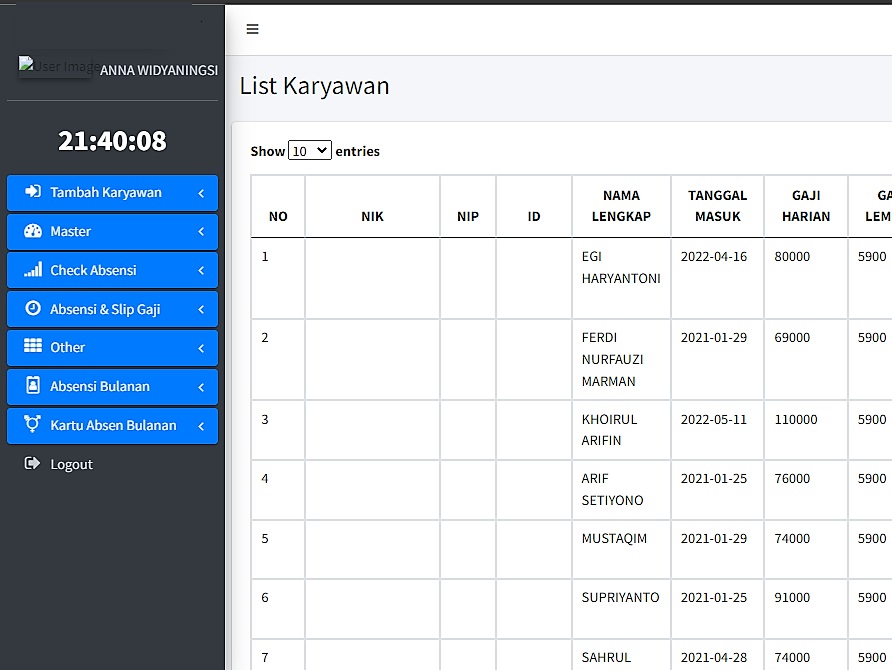 User Image
ANNA WIDYANINGSI
21:40:08
Tambah Karyawan
Master
Check Absensi
Absensi & Slip Gaji
Other
Absensi Bulanan
Kartu Absen Bulanan
Logout
List Karyawan
Show 10 entries
NO NIK NIP ID NAMA LENGKAP TANGGAL MASUK GAJI HARIAN GA LEM
1 EGI HARYANTONI 2022-04-16 80000 5900
2 FERDI NURFAUZI MARMAN 2021-01-29 69000 5900
3 KHOIRUL ARIFIN 2022-05-11 110000 5900
4 ARIF SETIYONO 2021-01-25 76000 5900
5 MUSTAQIM 2021-01-29 74000 5900
6 SUPRIYANTO 2021-01-25 91000 5900
7 SAHRUL 2021-04-28 74000 5900